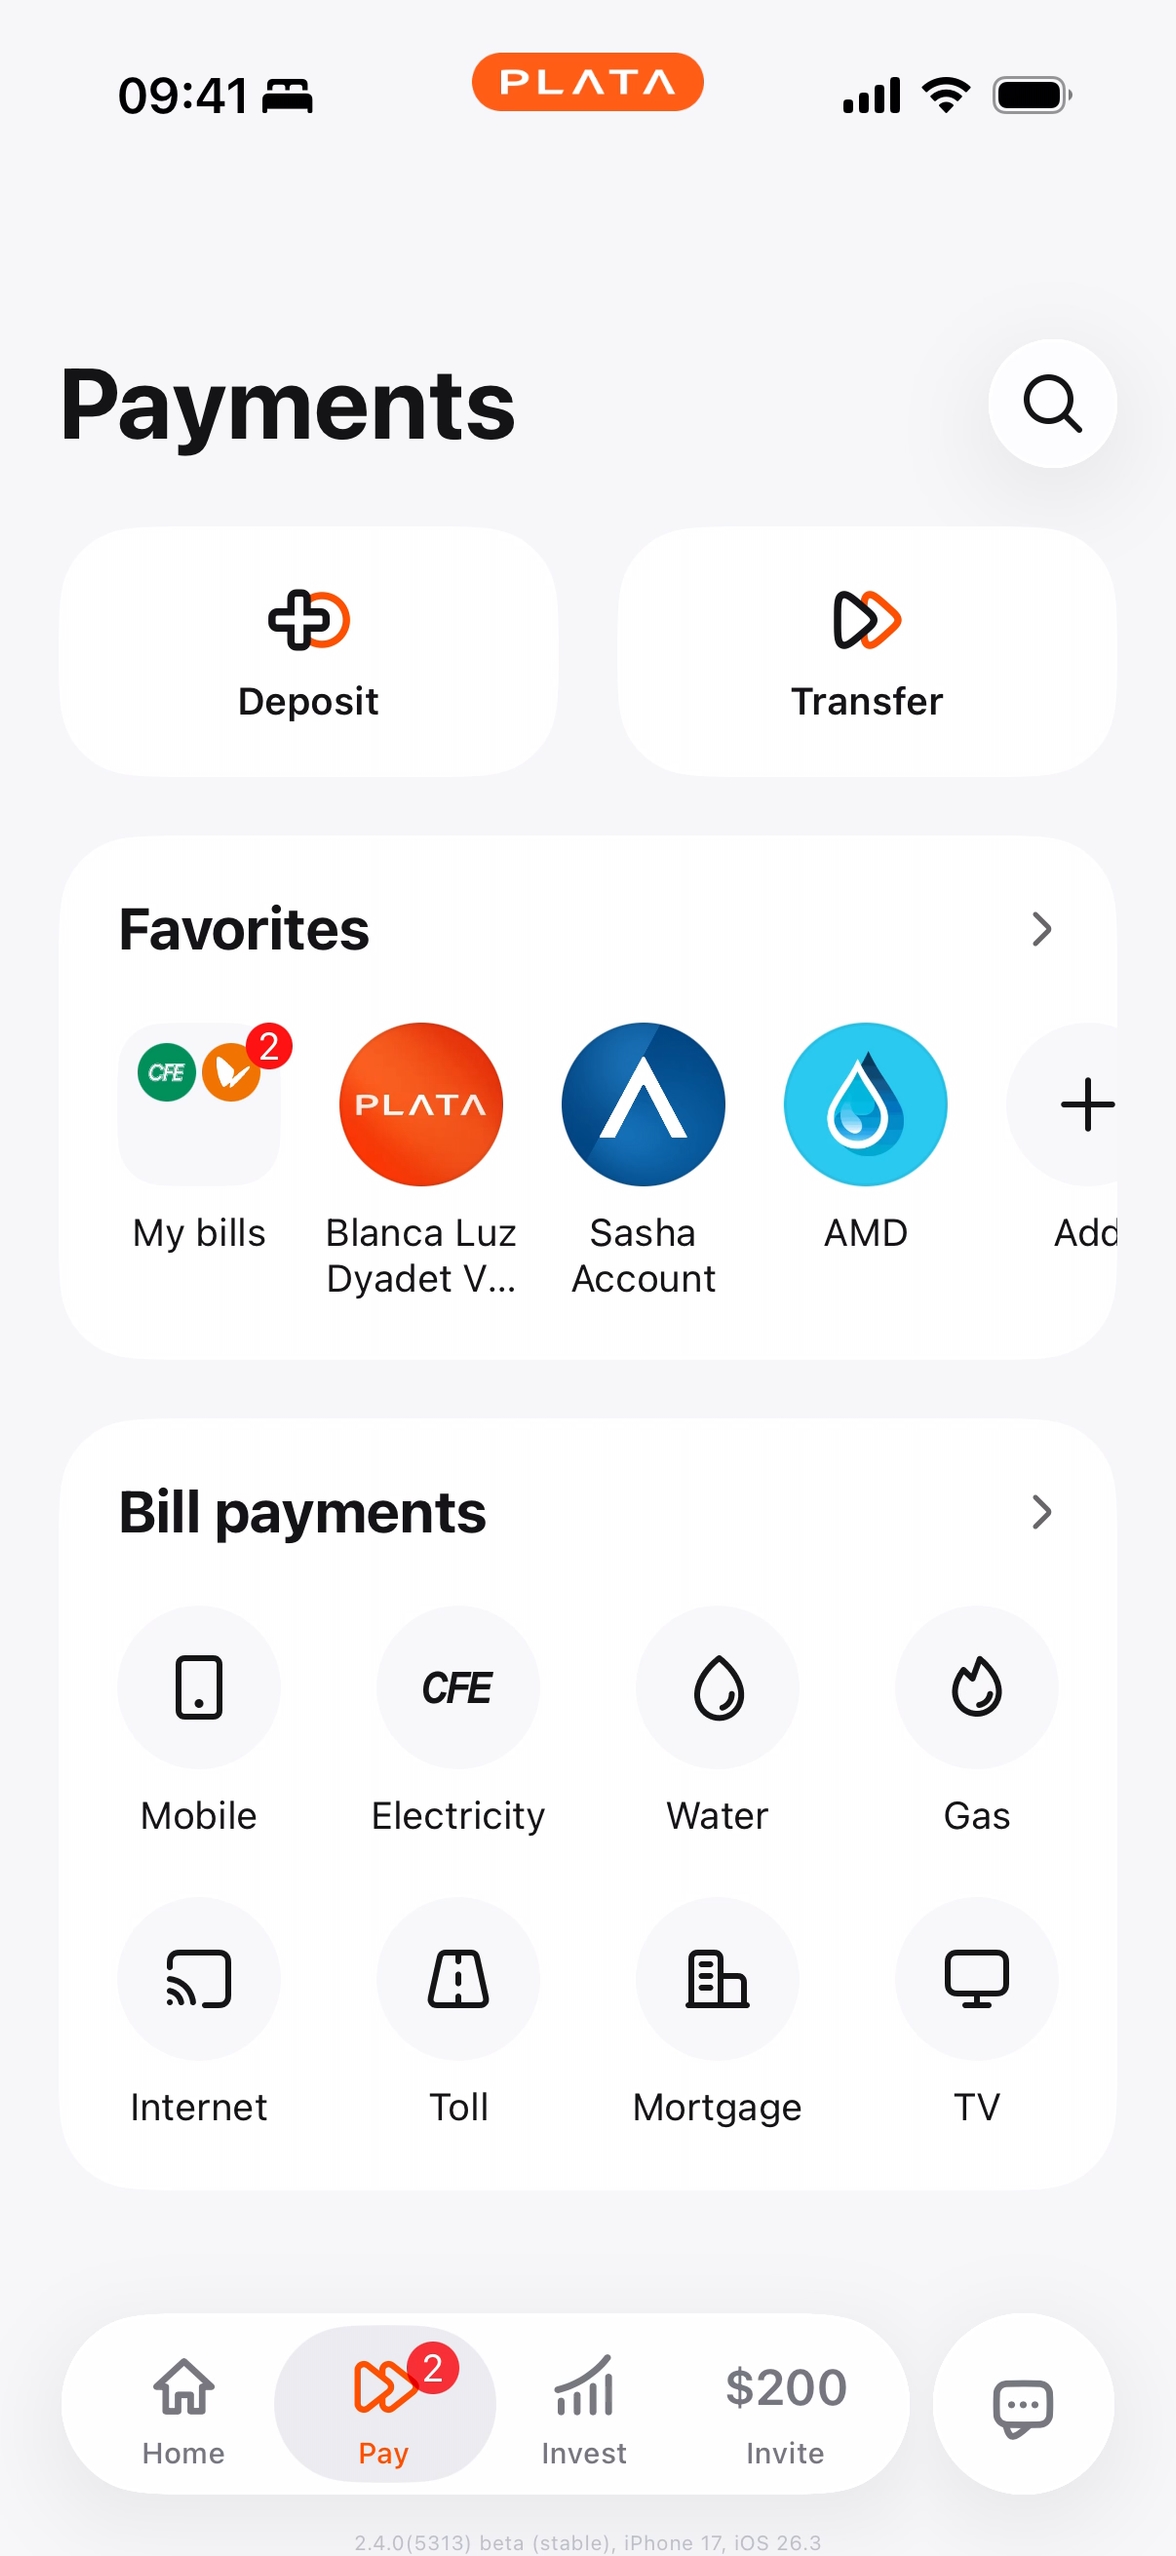 09:41
PLATA
Payments
Deposit
Transfer
Favorites
CFE
2
PLATA
My bills
Blanca Luz
Dyadet V...
Sasha
Account
AMD
Add
Bill payments
CFE
Mobile
Electricity
Water
Gas
Internet
Toll
Mortgage
TV
2
$200
Home
Pay
Invest
Invite
2.4.0(5313) beta (stable), iPhone 17, iOS 26.3